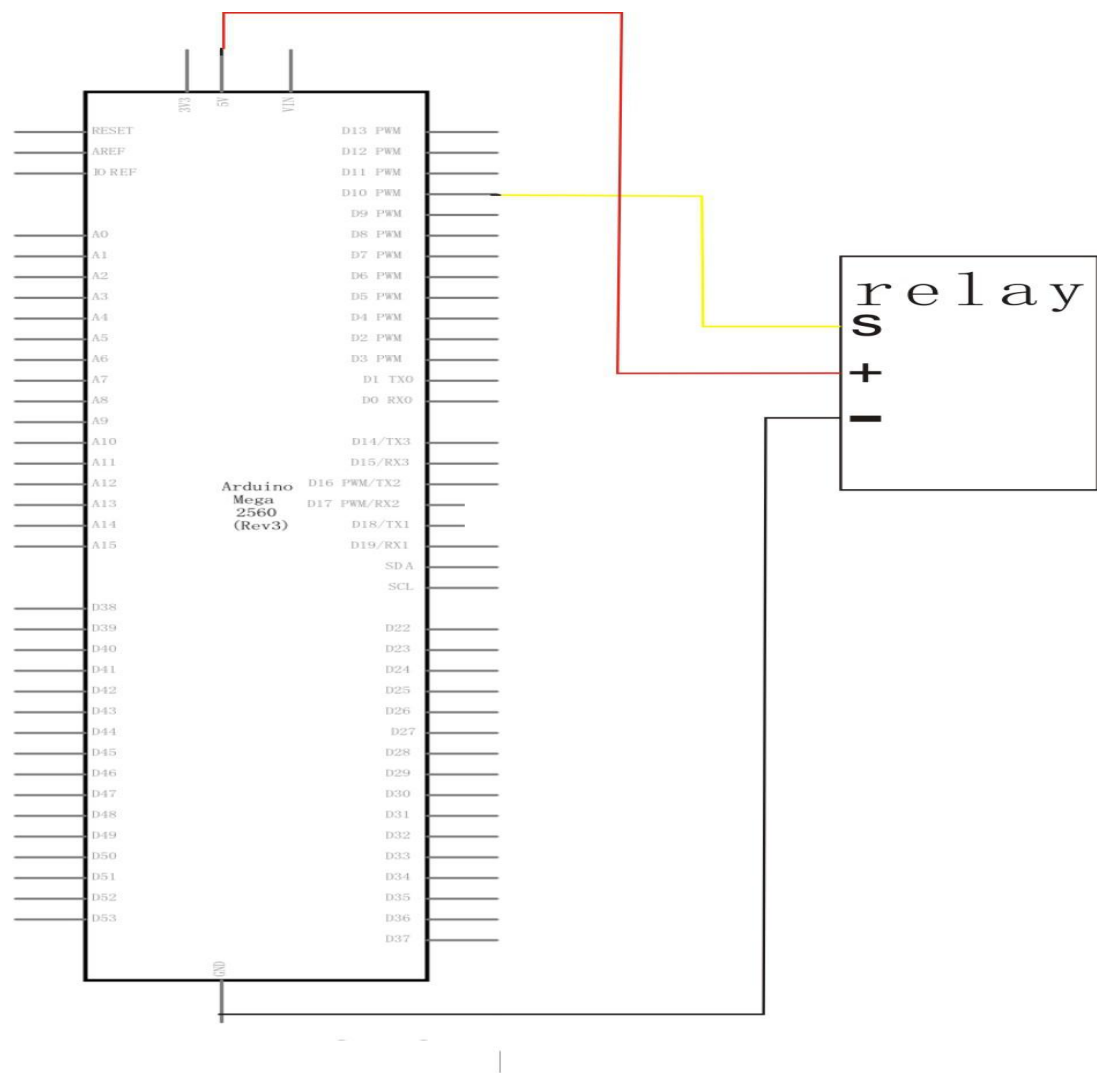 3V3
5V
VIN
RESET
AREF
IO REF
A0
A1
A2
A3
A4
A5
A6
A7
A8
A9
A10
A11
A12
A13
A14
A15
D38
D39
D40
D41
D42
D43
D44
D45
D46
D47
D48
D49
D50
D51
D52
D53
Arduino
Mega
2560
(Rev3)
D13 PWM
D12 PWM
D11 PWM
D10 PWM
D9 PWM
D8 PWM
D7 PWM
D6 PWM
D5 PWM
D4 PWM
D2 PWM
D3 PWM
D1 TX0
D0 RX0
D14/TX3
D15/RX3
D16 PWM/TX2
D17 PWM/RX2
D18/TX1
D19/RX1
SDA
SCL
D22
D23
D24
D25
D26
D27
D28
D29
D30
D31
D32
D33
D34
D35
D36
D37
GND
relay
S
+
-